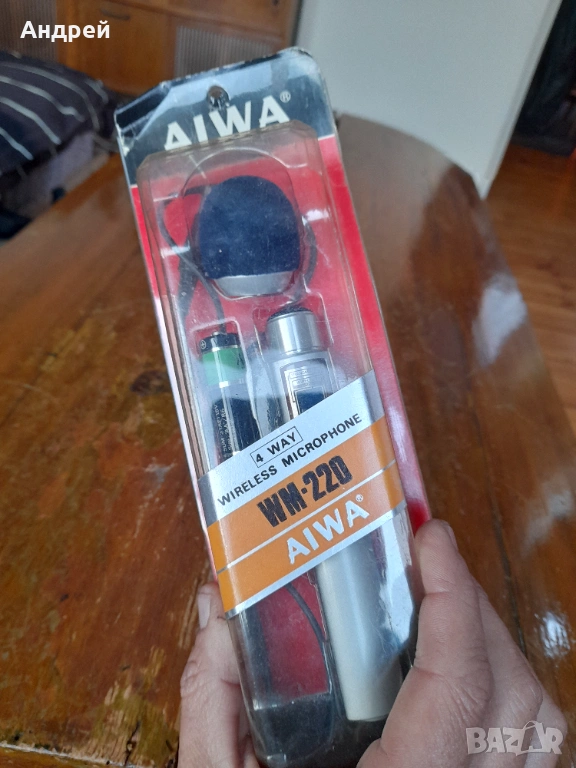 Андрей
AIWA®
4 WAY
WIRELESS MICROPHONE
WM-220
AIWA®
BAZAR